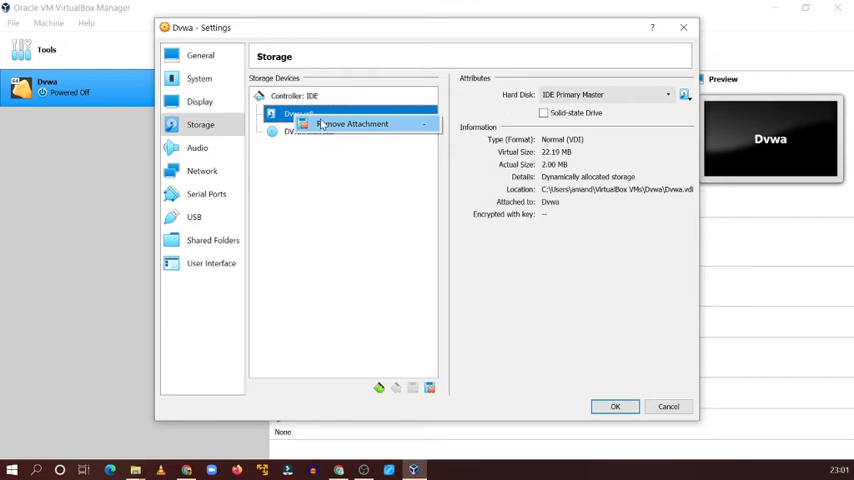 Oracle VM VirtualBox Manager
File Machine Help
Tools
Dvwa
Powered Off
Dvwa - Settings
?
General
System
Display
Storage
Audio
Network
Serial Ports
USB
Shared Folders
User Interface
Storage
Storage Devices
Controller: IDE
Remove Attachment -
Attributes
Hard Disk: IDE Primary Master
Solid-state Drive
Information
Type (Format): Normal (VDI)
Virtual Size: 22.19 MB
Actual Size: 2.00 MB
Details: Dynamically allocated storage
Location: C:\Users\amand\VirtualBox VMs\Dvwa\Dvwa.vdi
Attached to: Dvwa
Encrypted with key: --
OK Cancel
Preview
Dvwa
None
23:01